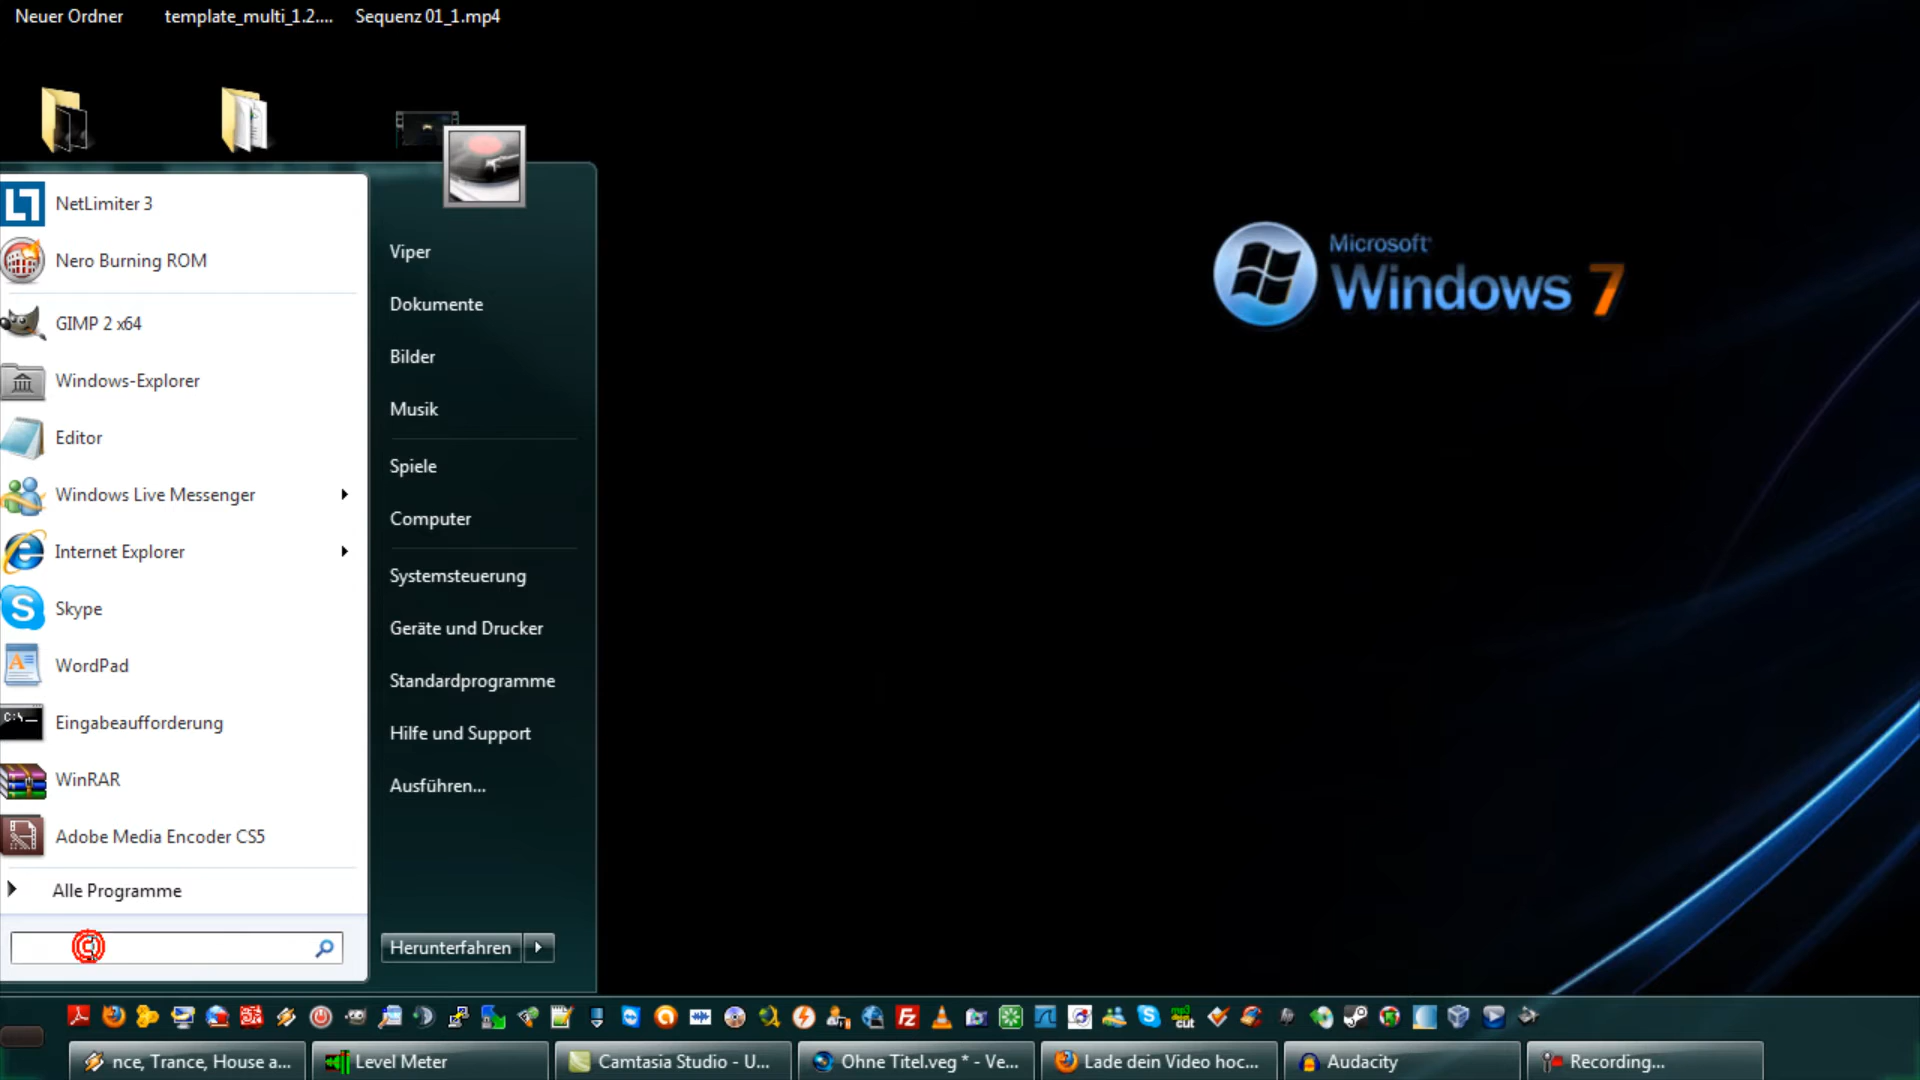 Neuer Ordner
template_multi_1.2....
Sequenz 01_1.mp4
NetLimiter 3
Nero Burning ROM
GIMP 2 x64
Windows-Explorer
Editor
Windows Live Messenger
Internet Explorer
Skype
WordPad
Eingabeaufforderung
WinRAR
Adobe Media Encoder CS5
Alle Programme
Viper
Dokumente
Bilder
Musik
Spiele
Computer
Systemsteuerung
Geräte und Drucker
Standardprogramme
Hilfe und Support
Ausführen...
Herunterfahren
Microsoft
Windows 7
nce, Trance, House a...
Level Meter
Camtasia Studio - U...
Ohne Titel.veg * - Ve...
Lade dein Video hoc...
Audacity
Recording...